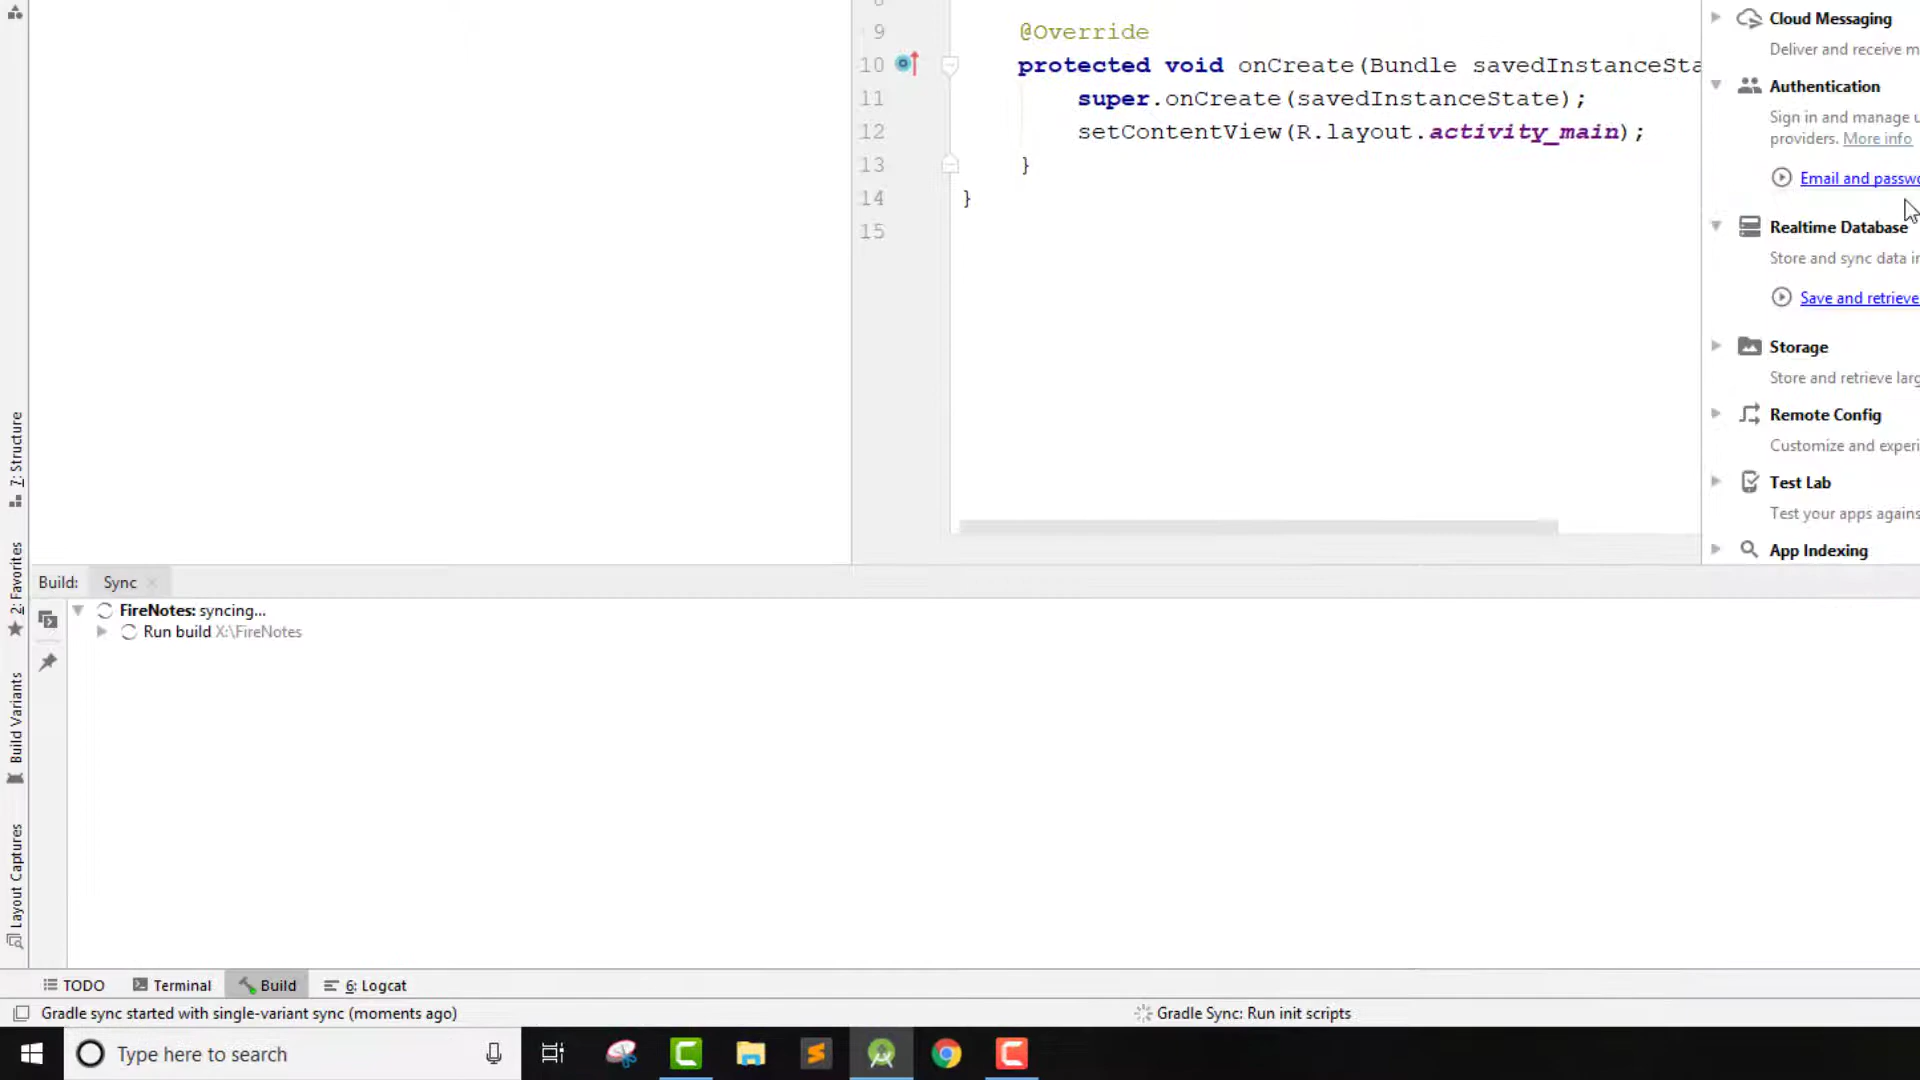 8
9
@Override
10
protected void onCreate(Bundle savedInstanceSta
11
super.onCreate(savedInstanceState);
12
setContentView(R.layout.activity_main);
13
}
14
}
15
Cloud Messaging
Deliver and receive m
Authentication
Sign in and manage u
providers. More info
Email and passwo
Realtime Database
Store and sync data in
Save and retrieve
Storage
Store and retrieve larg
Remote Config
Customize and experi
Test Lab
Test your apps agains
App Indexing
7: Structure
2: Favorites
Build Variants
Layout Captures
Build:
Sync
FireNotes: syncing...
Run build X:\FireNotes
TODO
Terminal
Build
6: Logcat
Gradle sync started with single-variant sync (moments ago)
Gradle Sync: Run init scripts
Type here to search